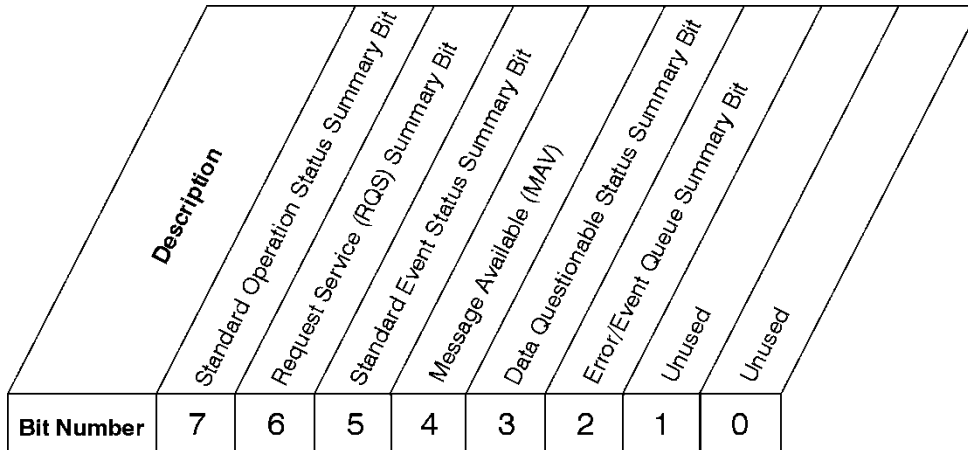 Description
Standard Operation Status Summary Bit
Request Service (RQS) Summary Bit
Standard Event Status Summary Bit
Message Available (MAV)
Data Questionable Status Summary Bit
Error/Event Queue Summary Bit
Unused
Unused
Bit Number 7 6 5 4 3 2 1 0